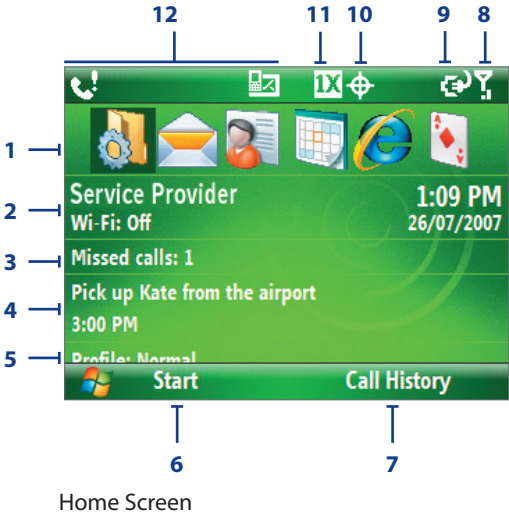 12 11 10 9 8
1X
1
2 Service Provider 1:09 PM
Wi-Fi: Off 26/07/2007
3 Missed calls: 1
4 Pick up Kate from the airport
3:00 PM
5 Profile: Normal
Start Call History
6 7
Home Screen